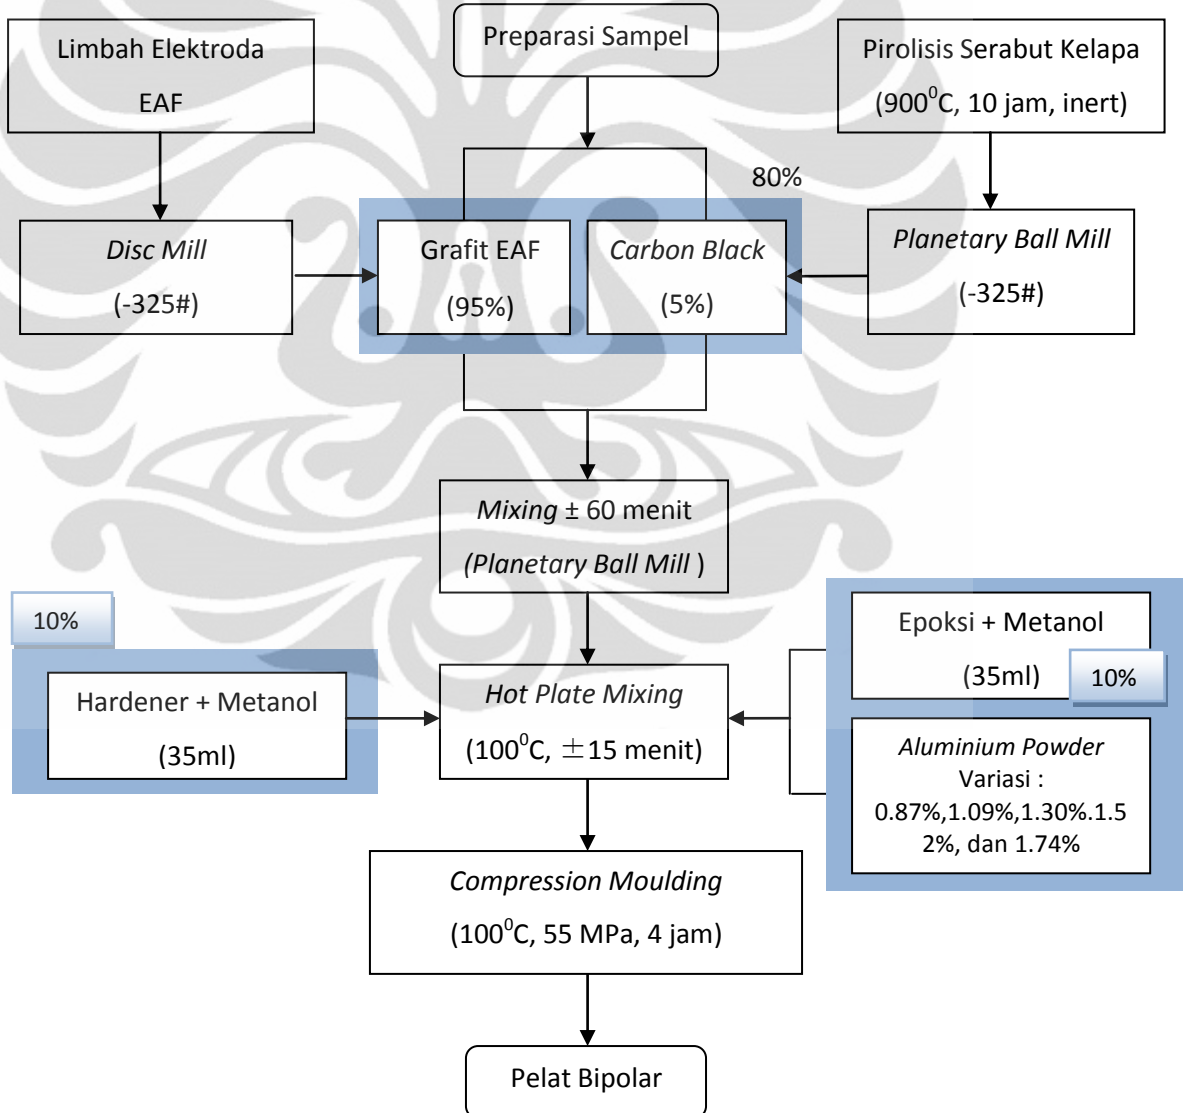 Limbah Elektroda
EAF
Preparasi Sampel
Pirolisis Serabut Kelapa
(900⁰C, 10 jam, inert)
80%
Disc Mill
(-325#)
Grafit EAF
(95%)
Carbon Black
(5%)
Planetary Ball Mill
(-325#)
Mixing ± 60 menit
(Planetary Ball Mill )
10%
Hardener + Metanol
(35ml)
Hot Plate Mixing
(100⁰C, ±15 menit)
Epoksi + Metanol
(35ml)
10%
Aluminium Powder
Variasi :
0.87%,1.09%,1.30%.1.5
2%, dan 1.74%
Compression Moulding
(100⁰C, 55 MPa, 4 jam)
Pelat Bipolar